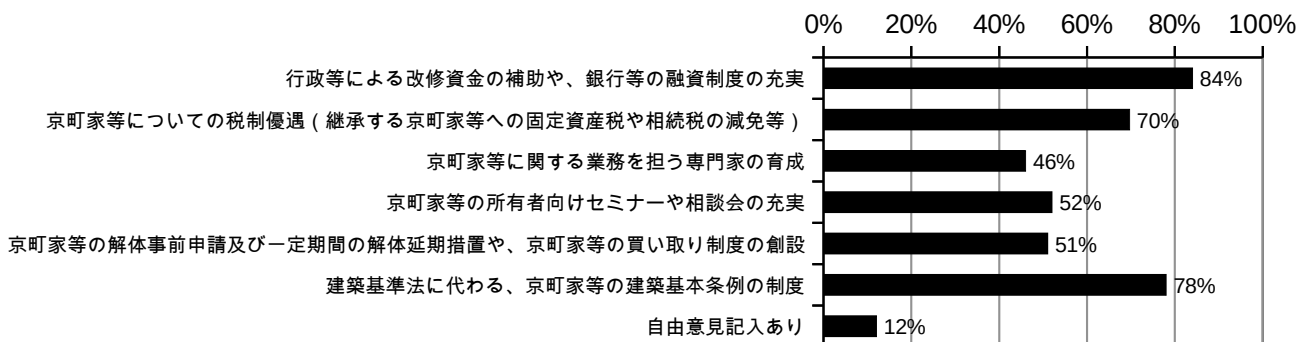 0% 20% 40% 60% 80% 100%
行政等による改修資金の補助や、銀行等の融資制度の充実 84%
京町家等についての税制優遇（継承する京町家等への固定資産税や相続税の減免等） 70%
京町家等に関する業務を担う専門家の育成 46%
京町家等の所有者向けセミナーや相談会の充実 52%
京町家等の解体事前申請及び一定期間の解体延期措置や、京町家等の買い取り制度の創設 51%
建築基準法に代わる、京町家等の建築基本条例の制度 78%
自由意見記入あり 12%